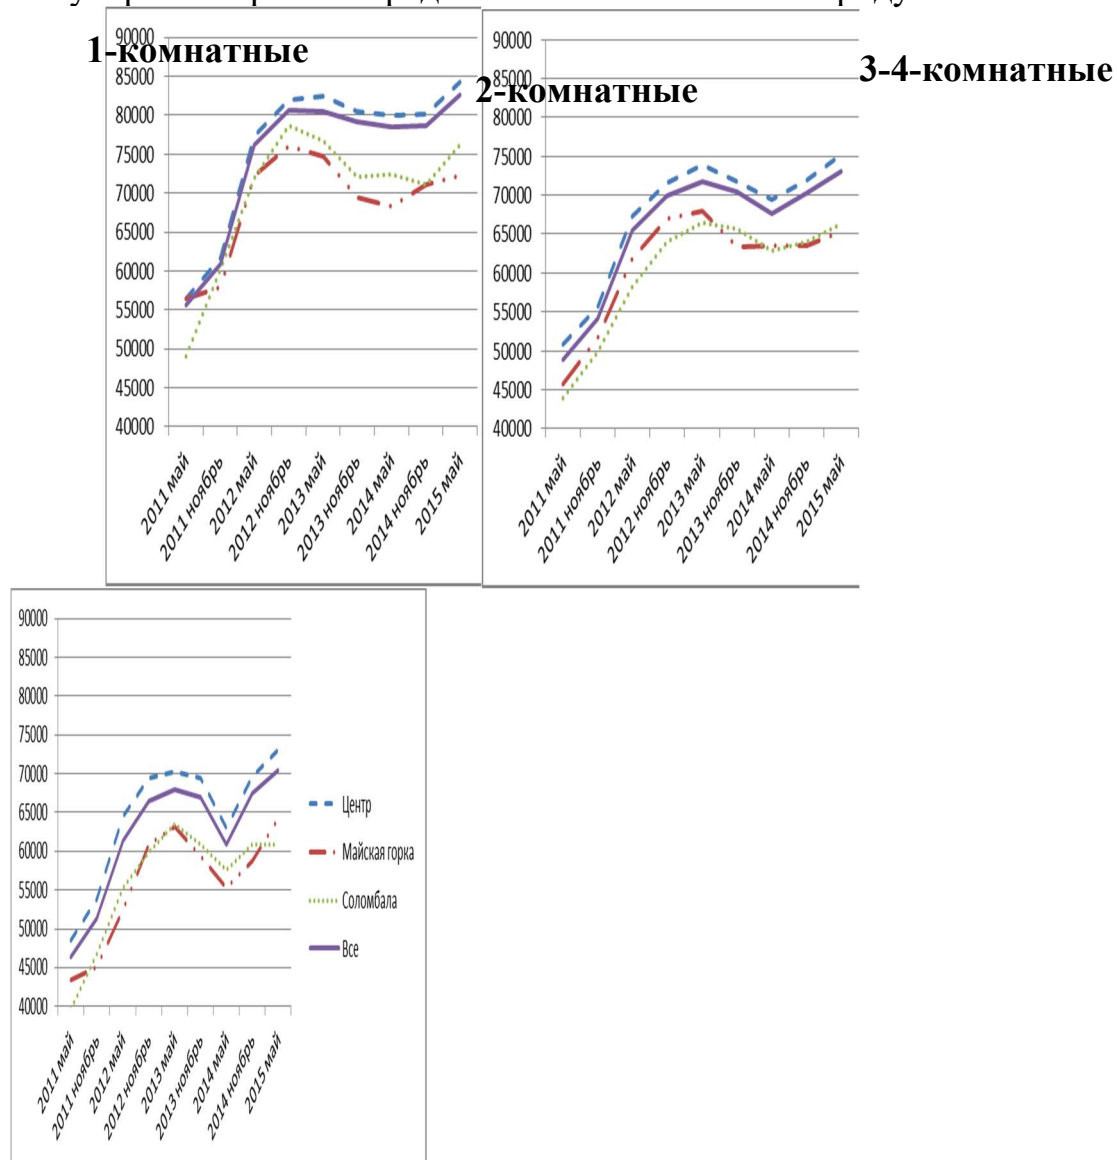 1-комнатные
90000
85000
80000
75000
70000
65000
60000
55000
50000
45000
40000
2011 май
2011 ноябрь
2012 май
2012 ноябрь
2013 май
2013 ноябрь
2014 май
2014 ноябрь
2015 май
2-комнатные
90000
85000
80000
75000
70000
65000
60000
55000
50000
45000
40000
2011 май
2011 ноябрь
2012 май
2012 ноябрь
2013 май
2013 ноябрь
2014 май
2014 ноябрь
2015 май
3-4-комнатные
90000
85000
80000
75000
70000
65000
60000
55000
50000
45000
40000
2011 май
2011 ноябрь
2012 май
2012 ноябрь
2013 май
2013 ноябрь
2014 май
2014 ноябрь
2015 май
Центр
Майская горка
Соломбала
Все